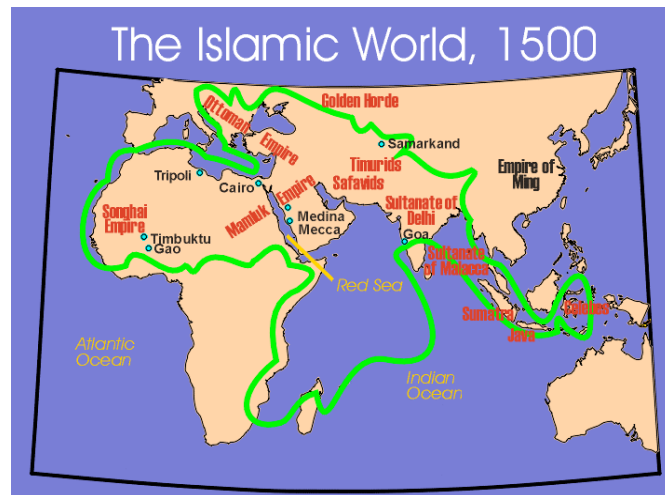 The Islamic World, 1500
Golden Horde
Ottoman
Empire
Samarkand
Timurids
Safavids
Empire of
Ming
Tripoli
Cairo
Mamluk
Empire
Sultanate of
Delhi
Songhai
Empire
Medina
Mecca
Timbuktu
Gao
Goa
Sultanate
of Malacca
Red Sea
Sumatra
Celebes
Java
Atlantic
Ocean
Indian
Ocean